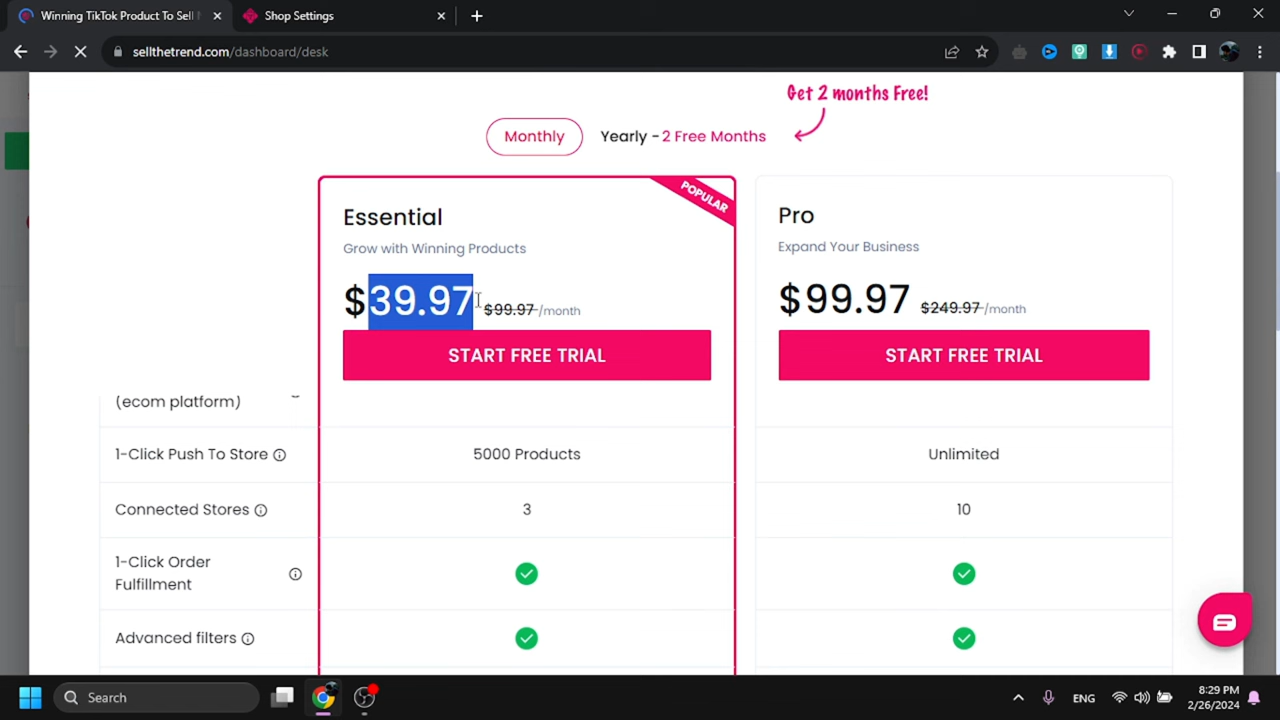 Winning TikTok Product To Sell
Shop Settings
sellthetrend.com/dashboard/desk
Get 2 months Free!
Monthly
Yearly - 2 Free Months
POPULAR
Essential
Grow with Winning Products
$39.97 $99.97 /month
START FREE TRIAL
Pro
Expand Your Business
$99.97 $249.97 /month
START FREE TRIAL
(ecom platform)
1-Click Push To Store
5000 Products
Unlimited
Connected Stores
3
10
1-Click Order
Fulfillment
Advanced filters
Search
ENG
8:29 PM
2/26/2024